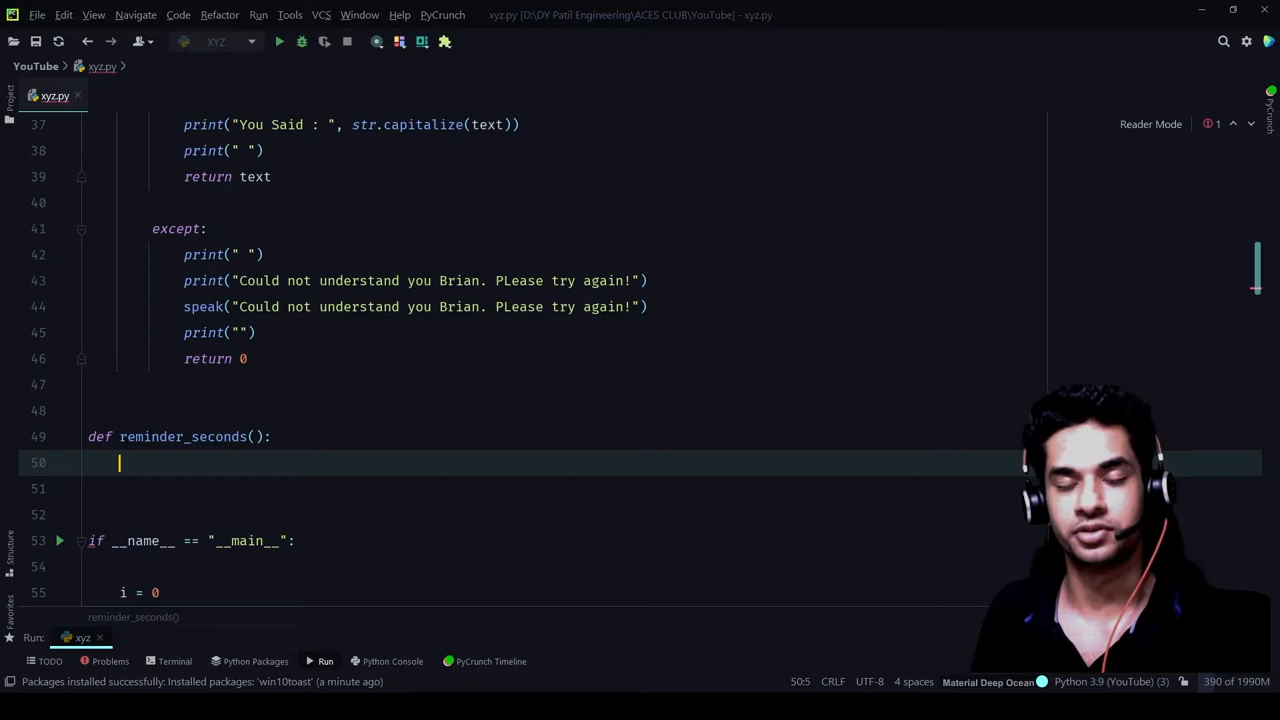 File Edit View Navigate Code Refactor Run Tools VCS Window Help PyCrunch xyz.py [D:\DY Patil Engineering\ACES CLUB\YouTube] - xyz.py
XYZ
YouTube xyz.py
xyz.py
Project
PyCrunch
Reader Mode 1
37 print("You Said : ", str.capitalize(text))
38 print(" ")
39 return text
40
41 except:
42 print(" ")
43 print("Could not understand you Brian. PLease try again!")
44 speak("Could not understand you Brian. PLease try again!")
45 print("")
46 return 0
47
48
49 def reminder_seconds():
50
51
52
53 if __name__ == "__main__":
54
55 i = 0
reminder_seconds()
Structure
Favorites
Run: xyz
TODO Problems Terminal Python Packages Run Python Console PyCrunch Timeline
Packages installed successfully: Installed packages: 'win10toast' (a minute ago) 50:5 CRLF UTF-8 4 spaces Material Deep Ocean Python 3.9 (YouTube) (3) 390 of 1990M